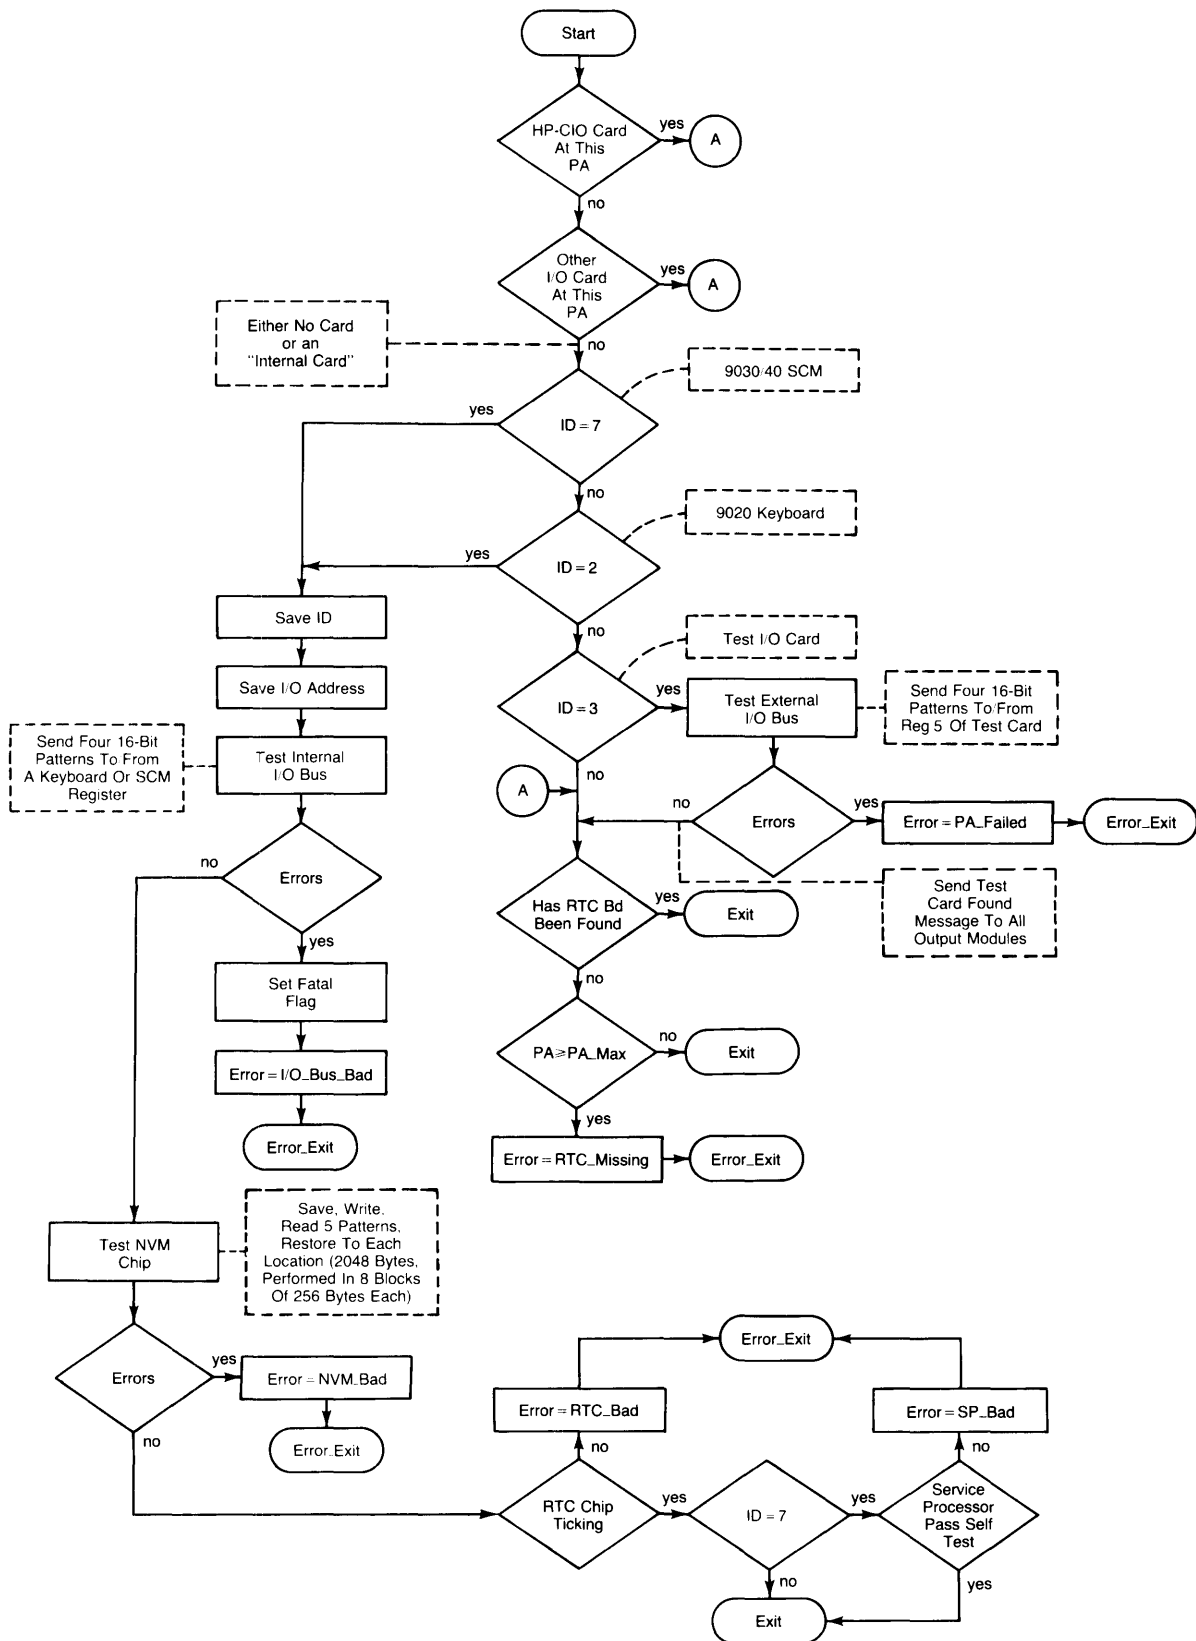 Start
HP-CIO Card
At This
PA
yes
A
no
Other
I/O Card
At This
PA
yes
A
Either No Card
or an
"Internal Card"
no
9030/40 SCM
yes
ID = 7
no
9020 Keyboard
yes
ID = 2
no
Save ID
Test I/O Card
Save I/O Address
ID = 3
yes
Test External
I/O Bus
Send Four 16-Bit
Patterns To/From
Reg 5 Of Test Card
Send Four 16-Bit
Patterns To From
A Keyboard Or SCM
Register
Test Internal
I/O Bus
no
A
no
Errors
yes
Error = PA_Failed
Error_Exit
no
Errors
yes
Send Test
Card Found
Message To All
Output Modules
Has RTC Bd
Been Found
yes
Exit
no
Set Fatal
Flag
PA≥PA_Max
no
Exit
yes
Error = I/O_Bus_Bad
Error_Exit
Error = RTC_Missing
Error_Exit
Test NVM
Chip
Save, Write,
Read 5 Patterns,
Restore To Each
Location (2048 Bytes,
Performed In 8 Blocks
Of 256 Bytes Each)
Errors
yes
Error = NVM_Bad
Error_Exit
no
Error_Exit
Error = RTC_Bad
Error = SP_Bad
no
no
RTC Chip
Ticking
yes
ID = 7
yes
Service
Processor
Pass Self
Test
no
yes
Exit